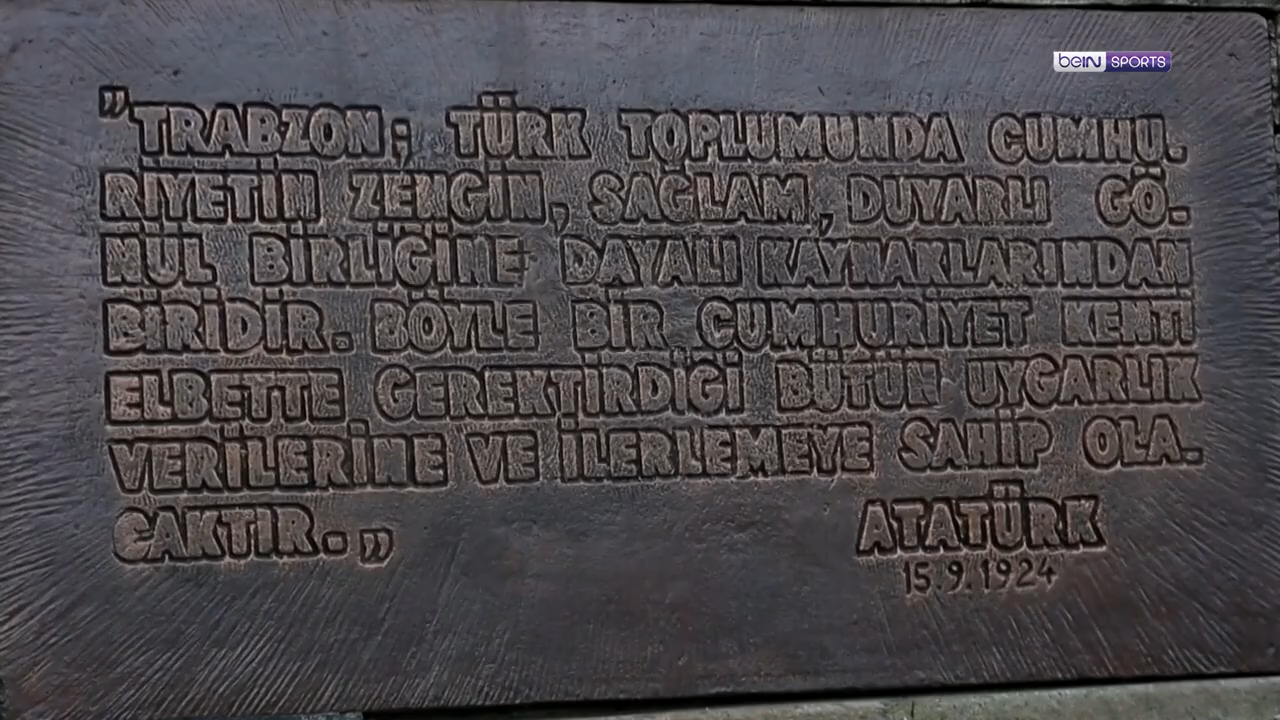 beIN SPORTS
"TRABZON; TÜRK TOPLUMUNDA CUMHU.
RİYETİN ZENGİN, SAĞLAM, DUYARLI GÖ.
NÜL BİRLİĞİNE DAYALI KAYNAKLARINDAN
BİRİDİR. BÖYLE BİR CUMHURİYET KENTİ
ELBETTE GEREKTİRDİĞİ BÜTÜN UYGARLIK
VERİLERİNE VE İLERLEMEYE SAHİP OLA.
CAKTIR."
ATATÜRK
15.9.1924